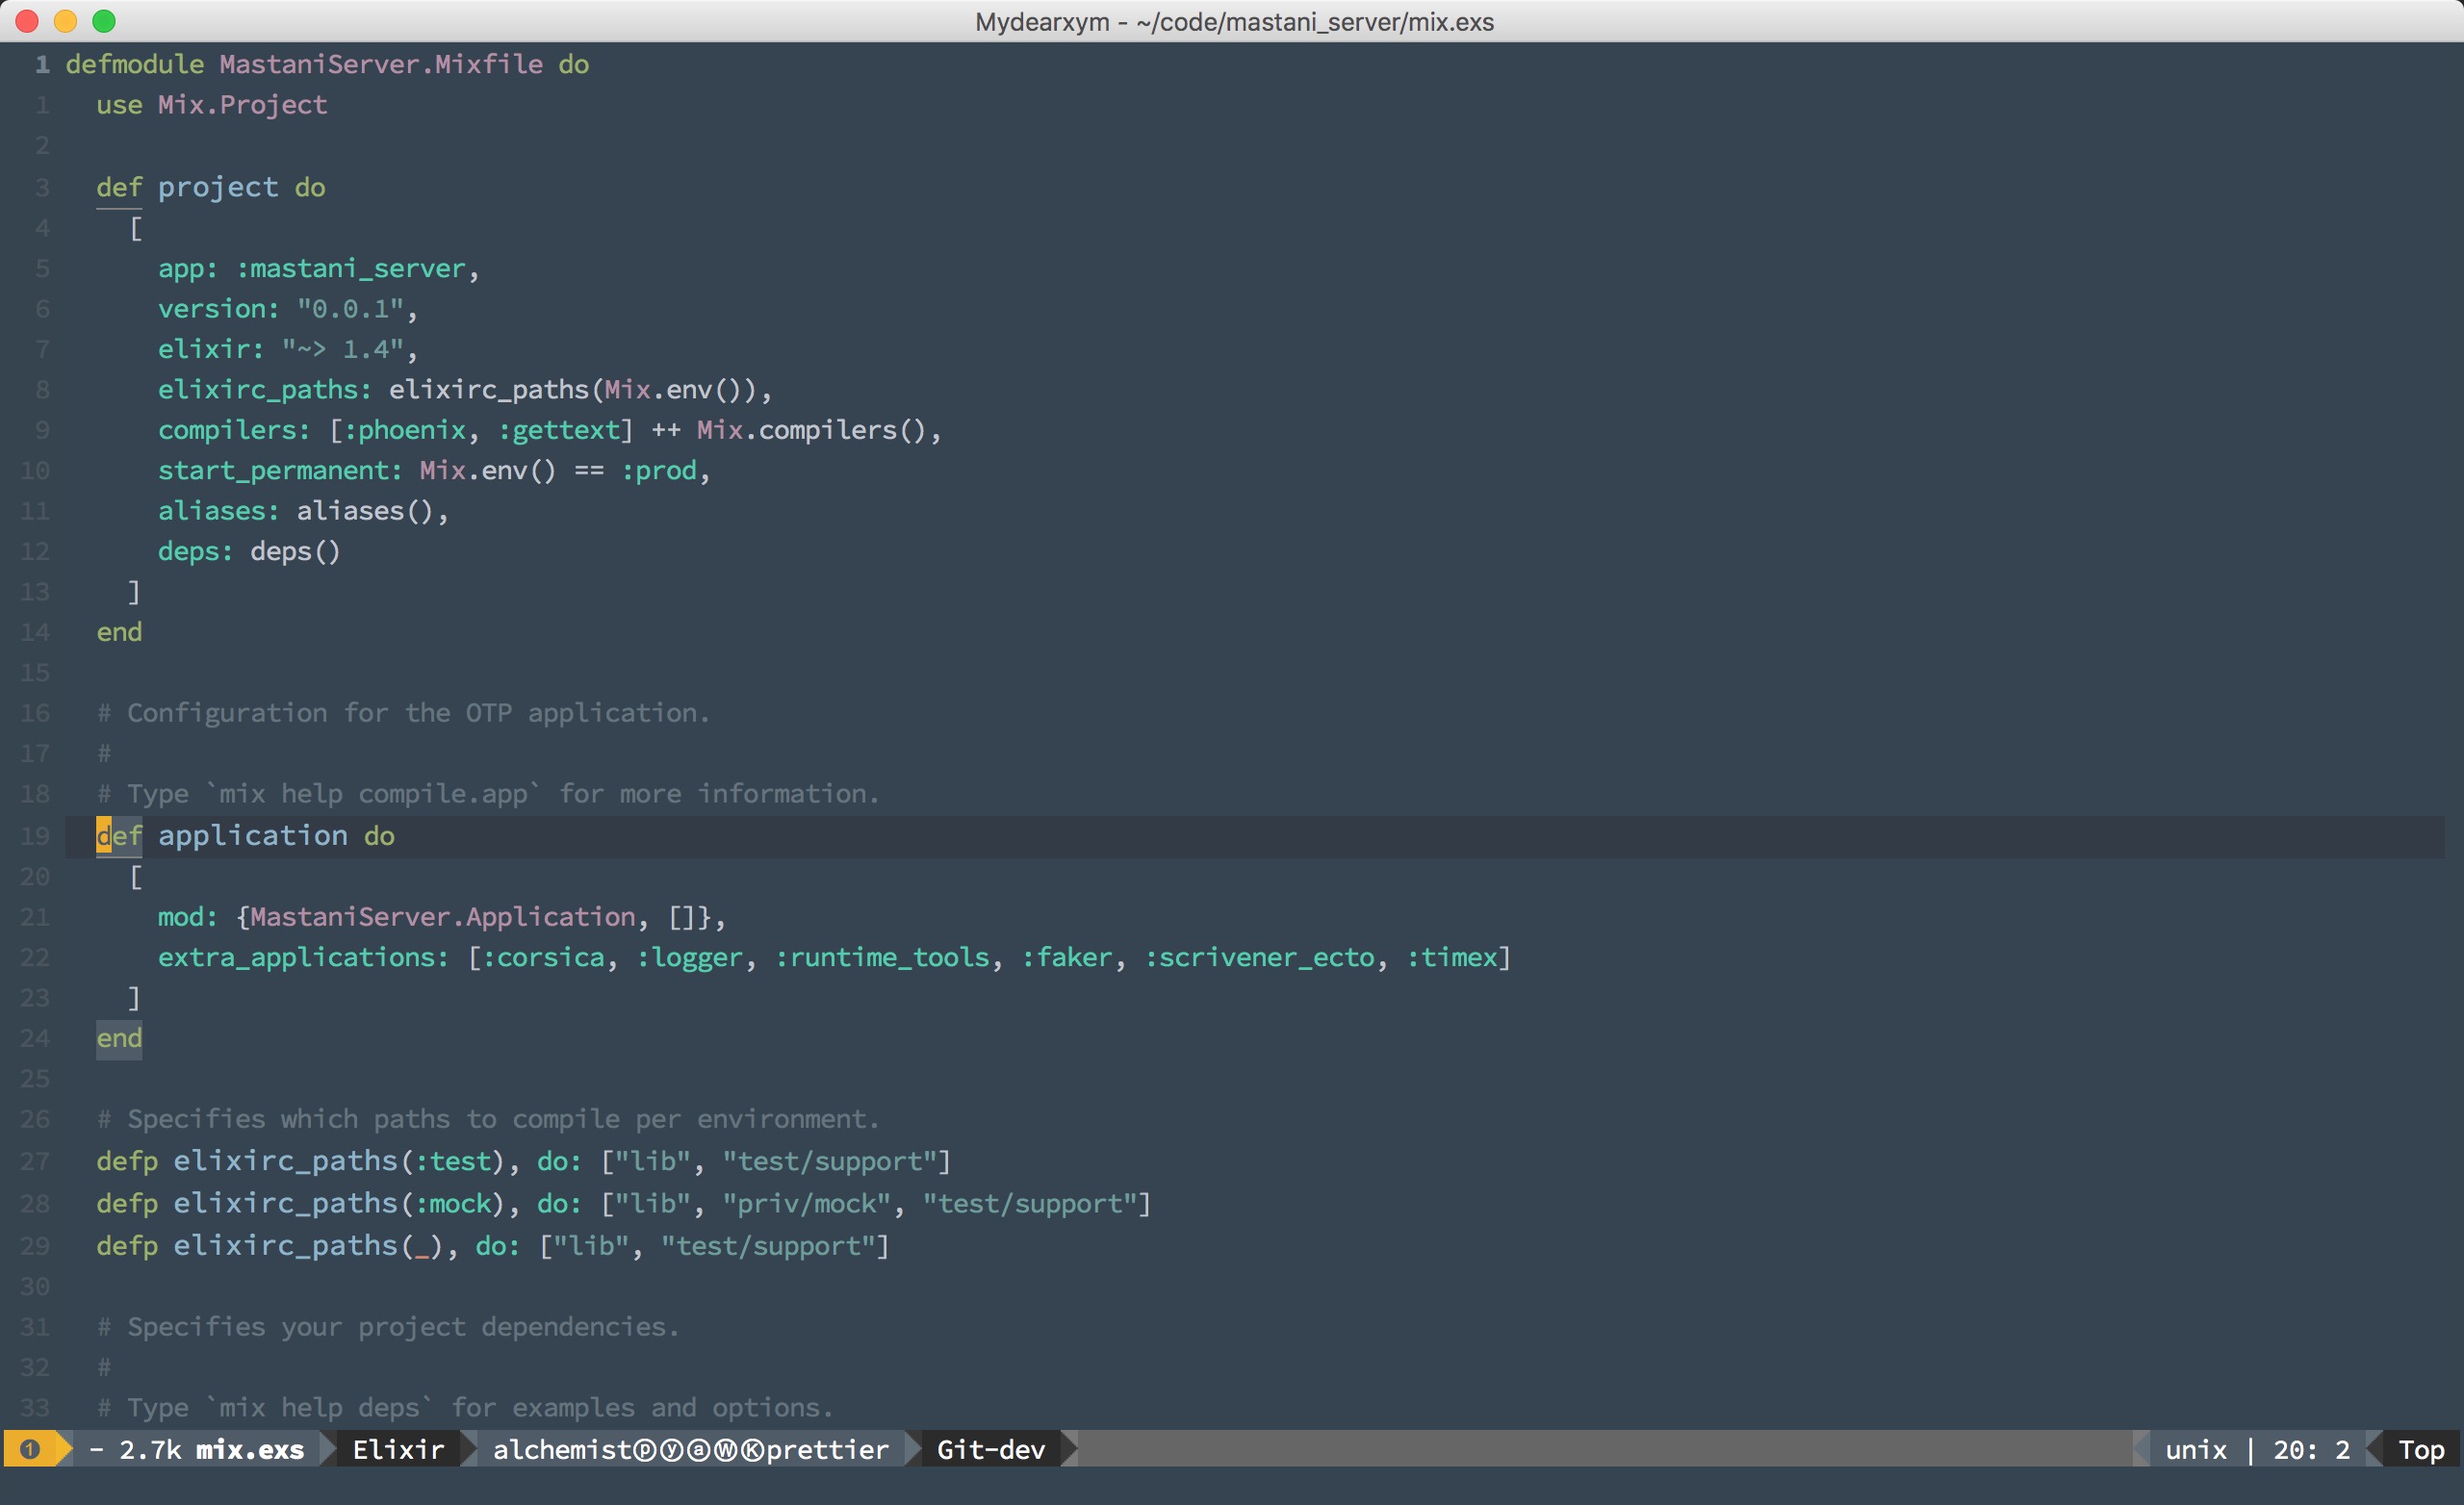 Mydearxym - ~/code/mastani_server/mix.exs
1 defmodule MastaniServer.Mixfile do
1   use Mix.Project
2
3   def project do
4     [
5       app: :mastani_server,
6       version: "0.0.1",
7       elixir: "~> 1.4",
8       elixirc_paths: elixirc_paths(Mix.env()),
9       compilers: [:phoenix, :gettext] ++ Mix.compilers(),
10       start_permanent: Mix.env() == :prod,
11       aliases: aliases(),
12       deps: deps()
13     ]
14   end
15
16   # Configuration for the OTP application.
17   #
18   # Type `mix help compile.app` for more information.
19   def application do
20     [
21       mod: {MastaniServer.Application, []},
22       extra_applications: [:corsica, :logger, :runtime_tools, :faker, :scrivener_ecto, :timex]
23     ]
24   end
25
26   # Specifies which paths to compile per environment.
27   defp elixirc_paths(:test), do: ["lib", "test/support"]
28   defp elixirc_paths(:mock), do: ["lib", "priv/mock", "test/support"]
29   defp elixirc_paths(_), do: ["lib", "test/support"]
30
31   # Specifies your project dependencies.
32   #
33   # Type `mix help deps` for examples and options.
❶ - 2.7k mix.exs Elixir alchemistⓟⓨⓐⓌⓀprettier Git-dev unix | 20: 2 Top